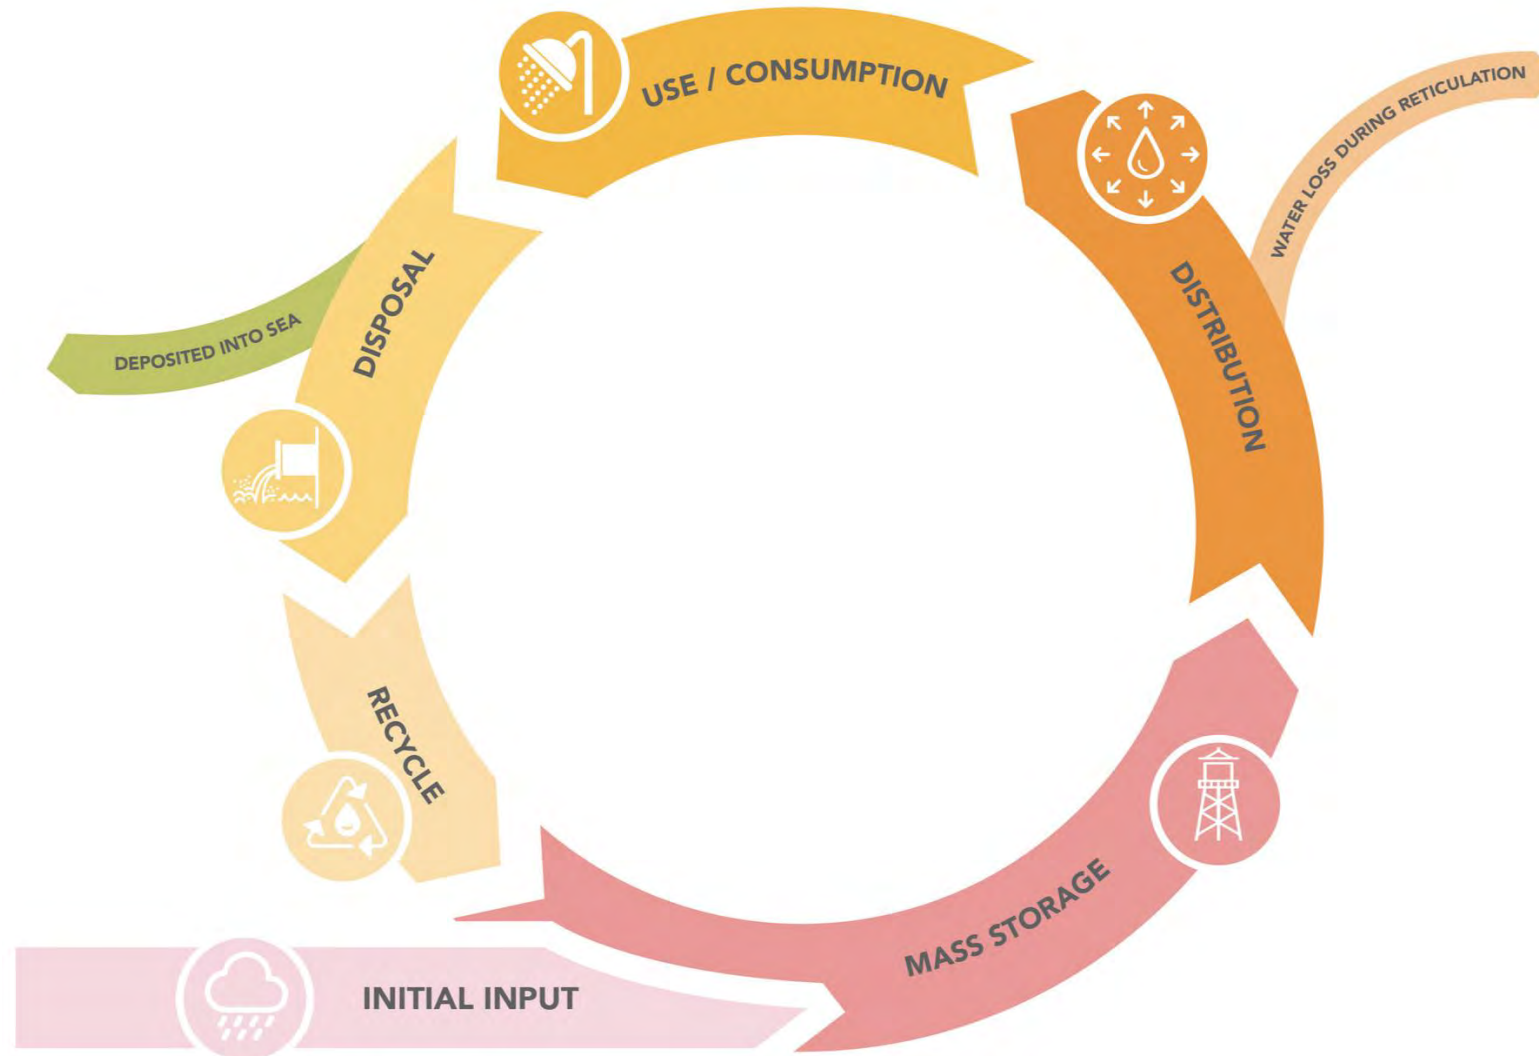 USE / CONSUMPTION
WATER LOSS DURING RETICULATION
DISTRIBUTION
DISPOSAL
DEPOSITED INTO SEA
RECYCLE
MASS STORAGE
INITIAL INPUT